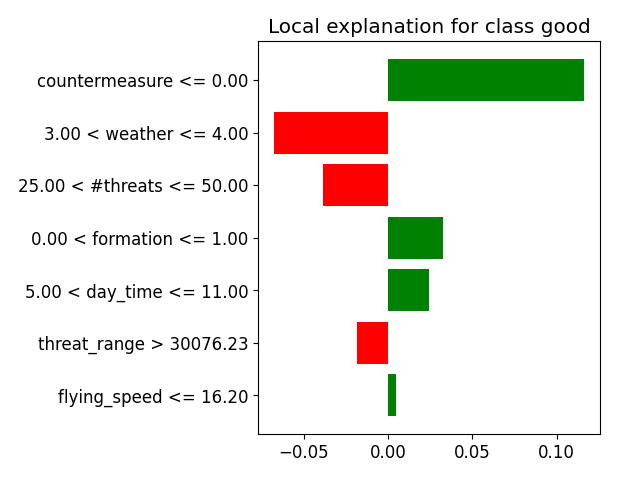 Local explanation for class good
countermeasure <= 0.00
3.00 < weather <= 4.00
25.00 < #threats <= 50.00
0.00 < formation <= 1.00
5.00 < day_time <= 11.00
threat_range > 30076.23
flying_speed <= 16.20
−0.05 0.00 0.05 0.10